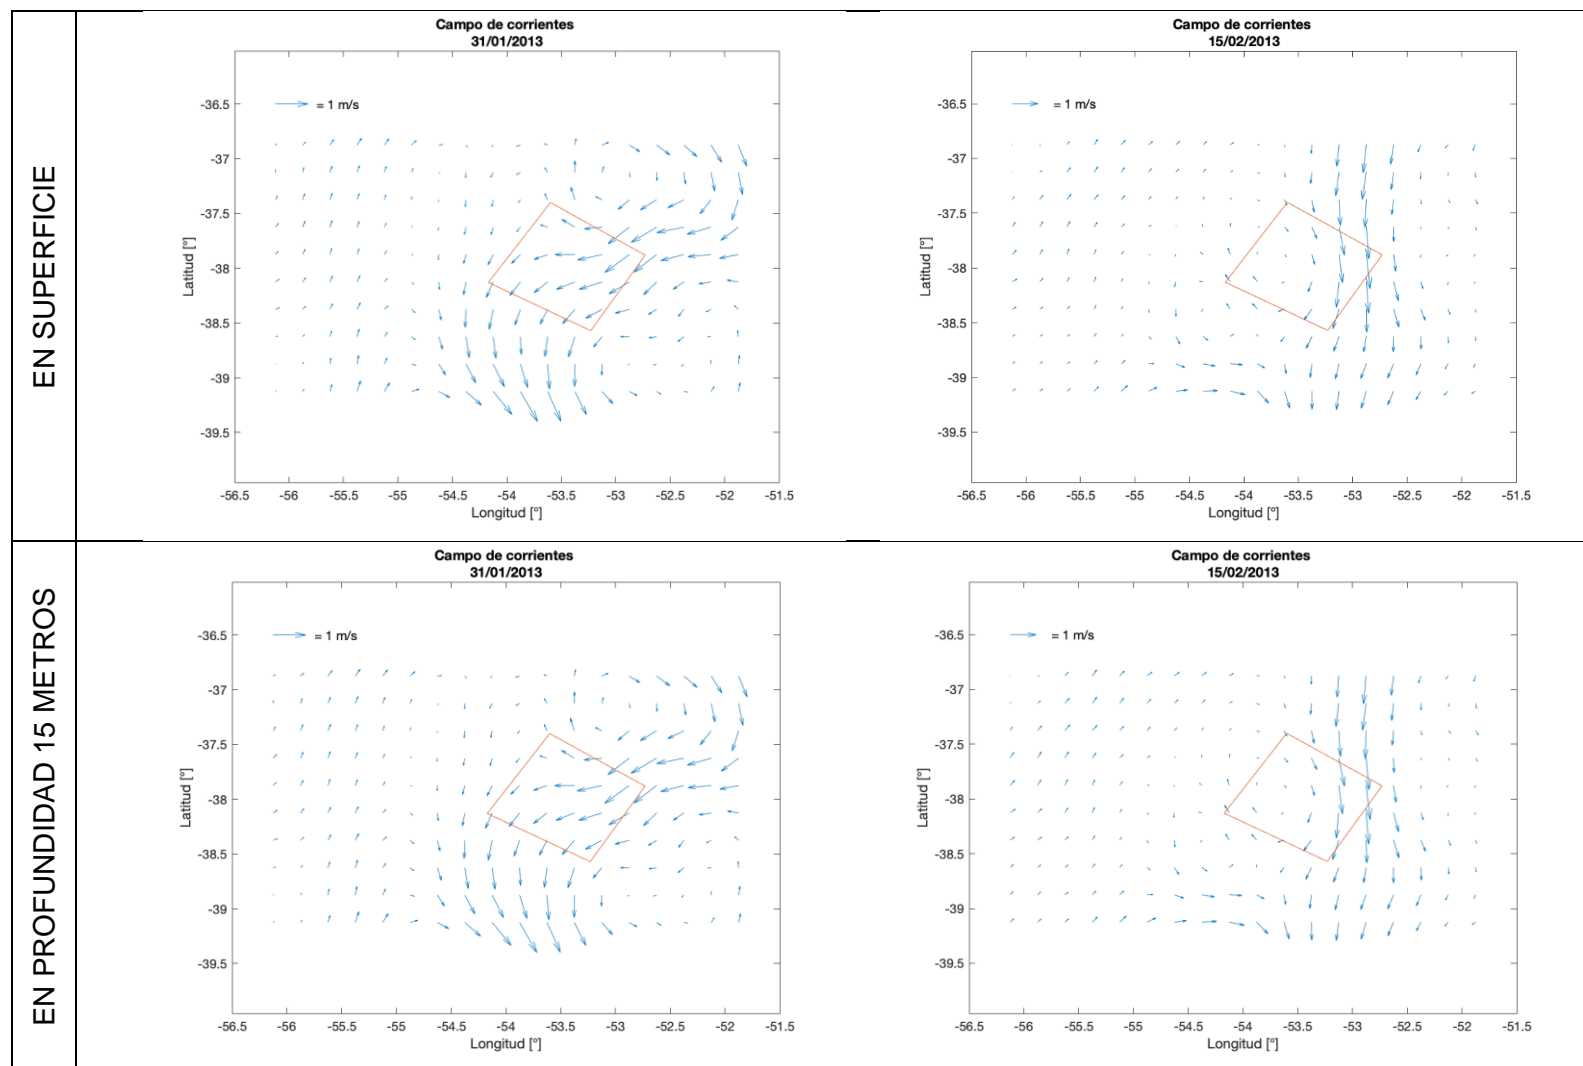 EN SUPERFICIE
Campo de corrientes
31/01/2013
= 1 m/s
-36.5
-37
-37.5
-38
-38.5
-39
-39.5
Latitud [°]
-56.5 -56 -55.5 -55 -54.5 -54 -53.5 -53 -52.5 -52 -51.5
Longitud [°]
Campo de corrientes
15/02/2013
= 1 m/s
-36.5
-37
-37.5
-38
-38.5
-39
-39.5
Latitud [°]
-56.5 -56 -55.5 -55 -54.5 -54 -53.5 -53 -52.5 -52 -51.5
Longitud [°]
EN PROFUNDIDAD 15 METROS
Campo de corrientes
31/01/2013
= 1 m/s
-36.5
-37
-37.5
-38
-38.5
-39
-39.5
Latitud [°]
-56.5 -56 -55.5 -55 -54.5 -54 -53.5 -53 -52.5 -52 -51.5
Longitud [°]
Campo de corrientes
15/02/2013
= 1 m/s
-36.5
-37
-37.5
-38
-38.5
-39
-39.5
Latitud [°]
-56.5 -56 -55.5 -55 -54.5 -54 -53.5 -53 -52.5 -52 -51.5
Longitud [°]